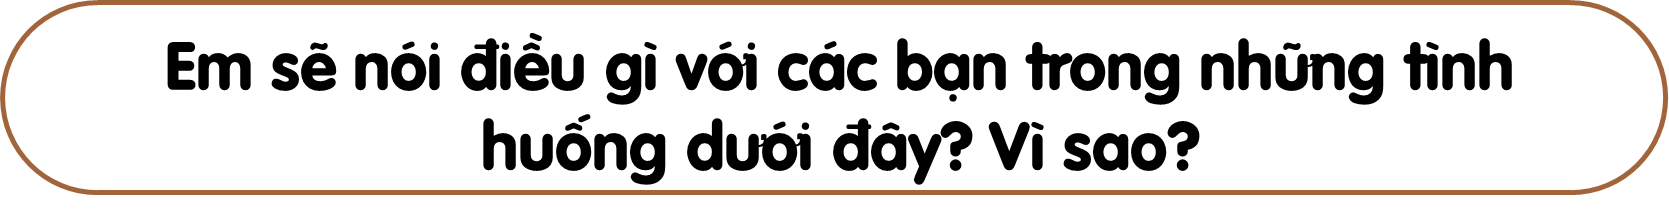 Em sẽ nói điều gì với các bạn trong những tình
huống dưới đây? Vì sao?